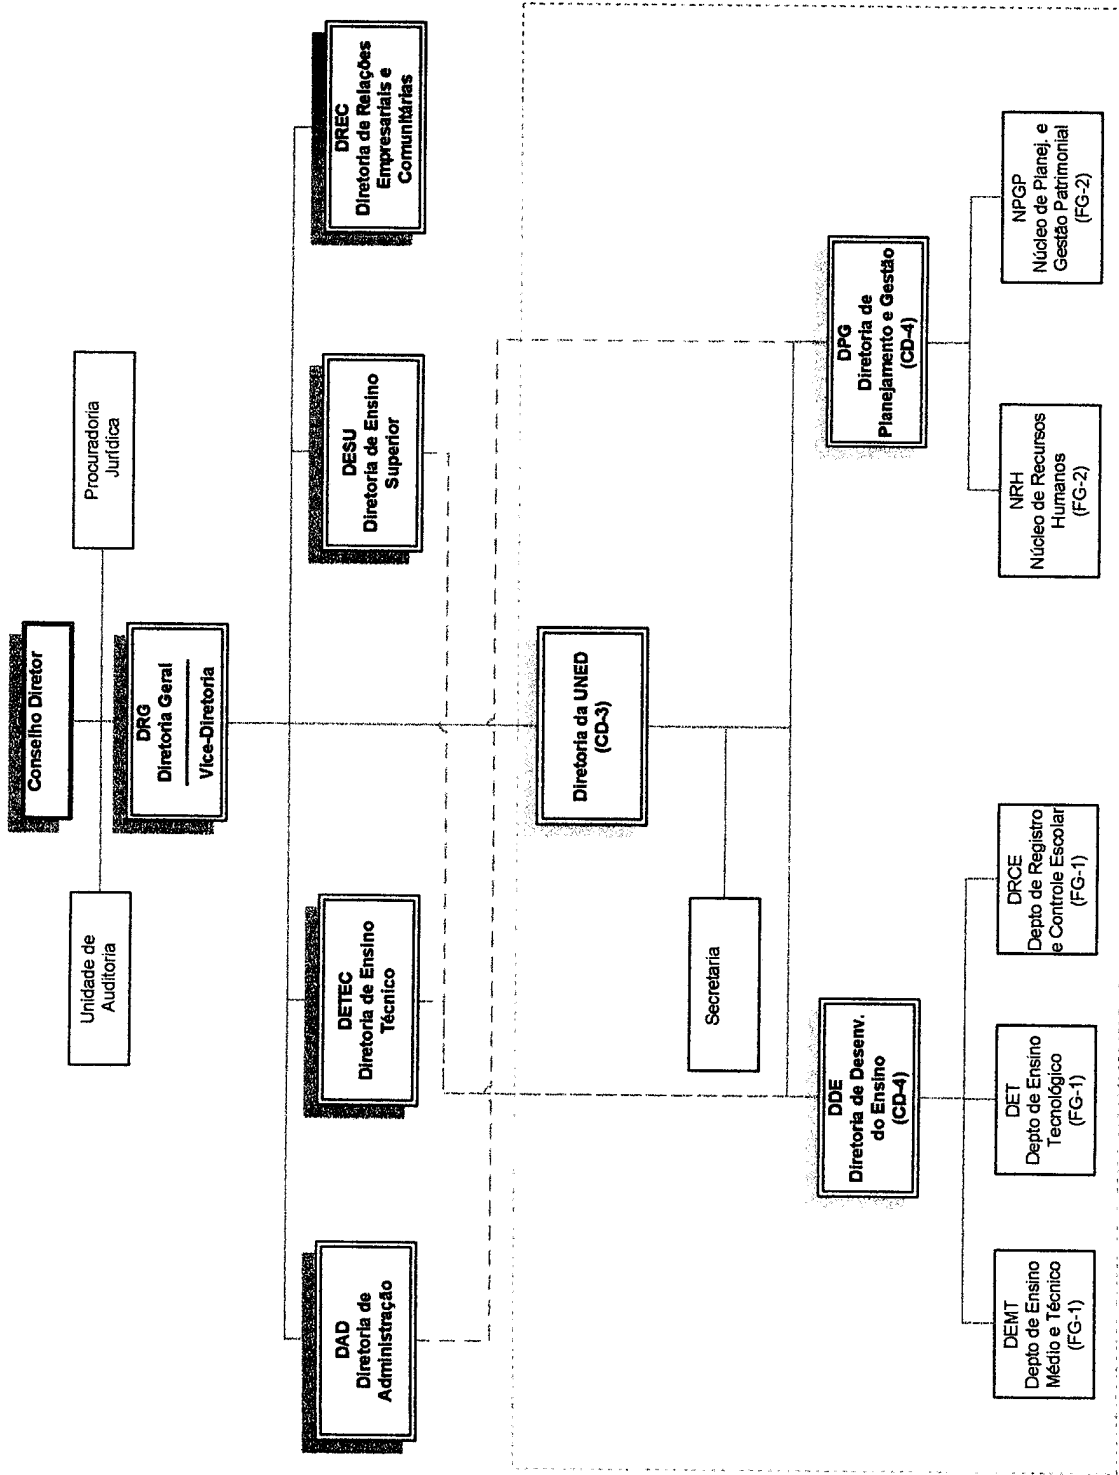 Conselho Diretor
Unidade de
Auditoria
Procuradoria
Jurídica
DRG
Diretoria Geral
Vice-Diretoria
DAD
Diretoria de
Administração
DETEC
Diretoria de Ensino
Técnico
DESU
Diretoria de Ensino
Superior
DREC
Diretoria de Relações
Empresariais e
Comunitárias
Diretoria da UNED
(CD-3)
Secretaria
DDE
Diretoria de Desenv.
do Ensino
(CD-4)
DPG
Diretoria de
Planejamento e Gestão
(CD-4)
DEMT
Depto de Ensino
Médio e Técnico
(FG-1)
DET
Depto de Ensino
Tecnológico
(FG-1)
DRCE
Depto de Registro
e Controle Escolar
(FG-1)
NRH
Núcleo de Recursos
Humanos
(FG-2)
NPGP
Núcleo de Planej. e
Gestão Patrimonial
(FG-2)